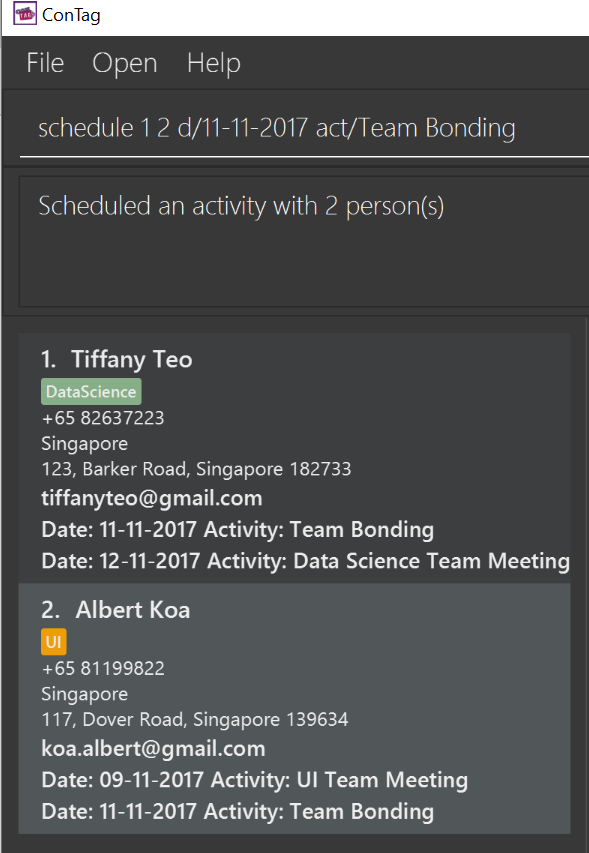 ConTag
File Open Help
schedule 1 2 d/11-11-2017 act/Team Bonding
Scheduled an activity with 2 person(s)
1. Tiffany Teo
DataScience
+65 82637223
Singapore
123, Barker Road, Singapore 182733
tiffanyteo@gmail.com
Date: 11-11-2017 Activity: Team Bonding
Date: 12-11-2017 Activity: Data Science Team Meeting
2. Albert Koa
UI
+65 81199822
Singapore
117, Dover Road, Singapore 139634
koa.albert@gmail.com
Date: 09-11-2017 Activity: UI Team Meeting
Date: 11-11-2017 Activity: Team Bonding